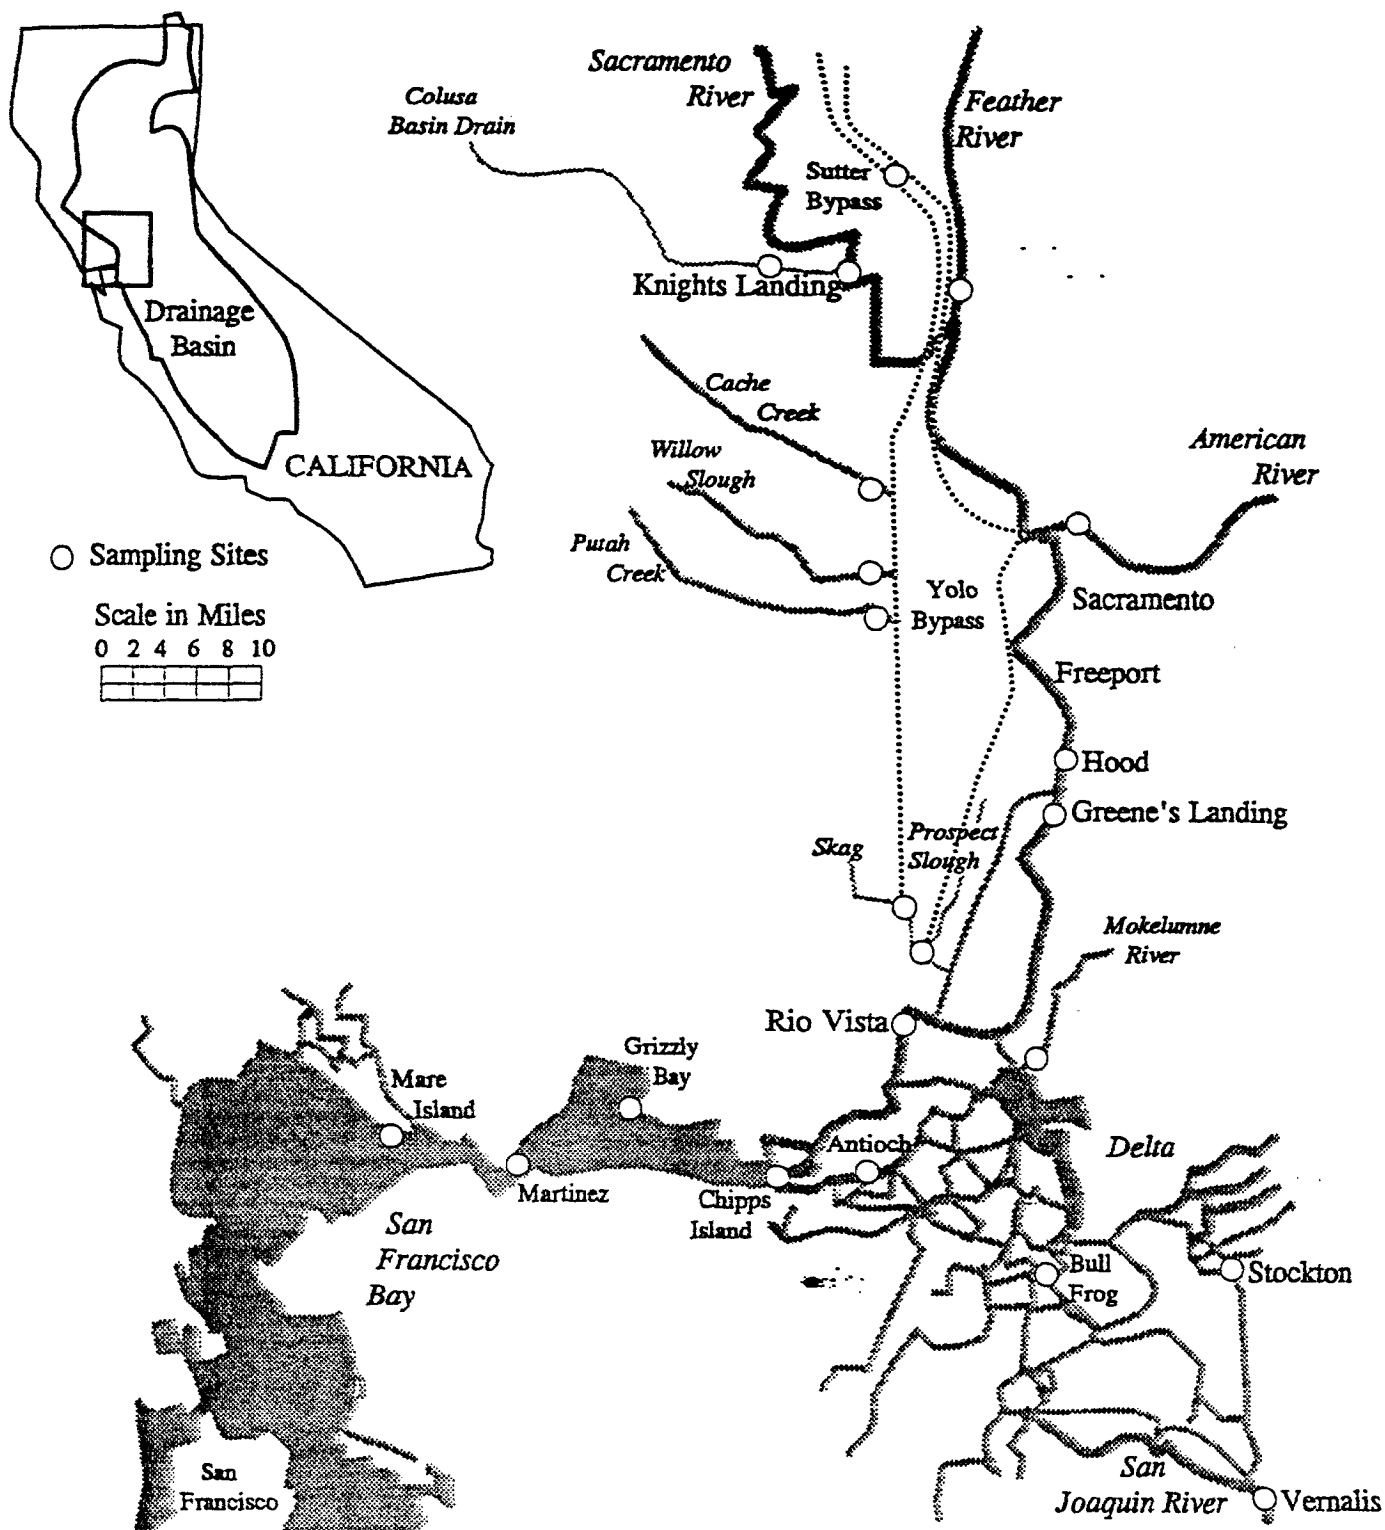 Sacramento
River
Colusa
Basin Drain
Feather
River
Sutter
Bypass
Knights Landing
Drainage
Basin
CALIFORNIA
Cache
Creek
Willow
Slough
American
River
Sampling Sites
Putah
Creek
Yolo
Bypass
Sacramento
Scale in Miles
0 2 4 6 8 10
Freeport
Hood
Greene's Landing
Prospect
Slough
Skag
Mokelumne
River
Rio Vista
Grizzly
Bay
Mare
Island
Antioch
Delta
Martinez
Chipps
Island
San
Francisco
Bay
Bull
Frog
Stockton
San
Francisco
San
Joaquin River
Vernalis